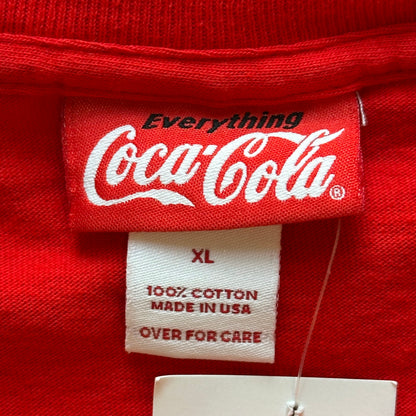 Everything
Coca-Cola®
XL
100% COTTON
MADE IN USA
OVER FOR CARE